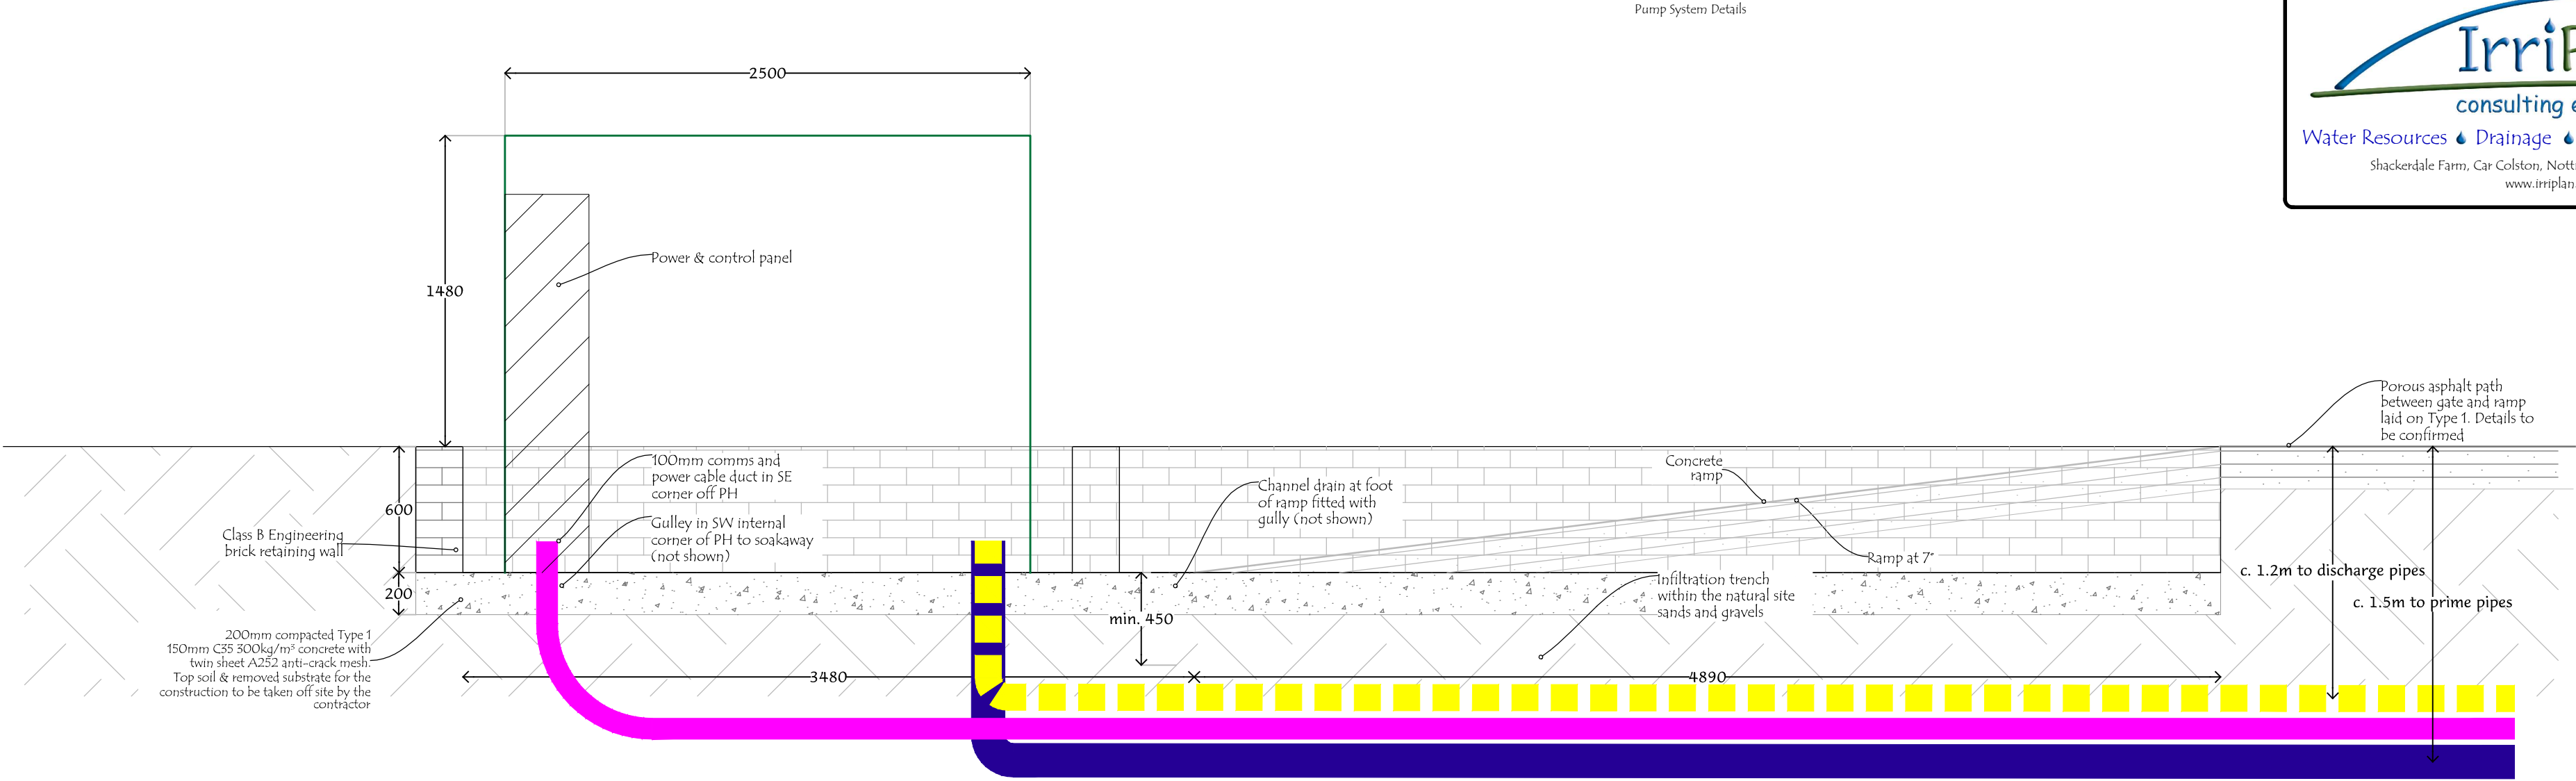 Pump System Details
Irri
consulting
Water Resources Drainage
Shackerdale Farm, Car Colston,
www.irriplan
2500
1480
Power & control panel
Porous asphalt path
between gate and ramp
laid on Type 1. Details to
be confirmed
100mm comms and
power cable duct in SE
corner off PH
Concrete
ramp
Channel drain at foot
of ramp fitted with
gully (not shown)
600
Gulley in SW internal
corner of PH to soakaway
(not shown)
Class B Engineering
brick retaining wall
Ramp at 7°
c. 1.2m to discharge pipes
Infiltration trench
within the natural site
sands and gravels
200
c. 1.5m to prime pipes
min. 450
200mm compacted Type 1
150mm C35 300kg/m³ concrete with
twin sheet A252 anti-crack mesh.
Top soil & removed substrate for the
construction to be taken off site by the
contractor
3480
4890